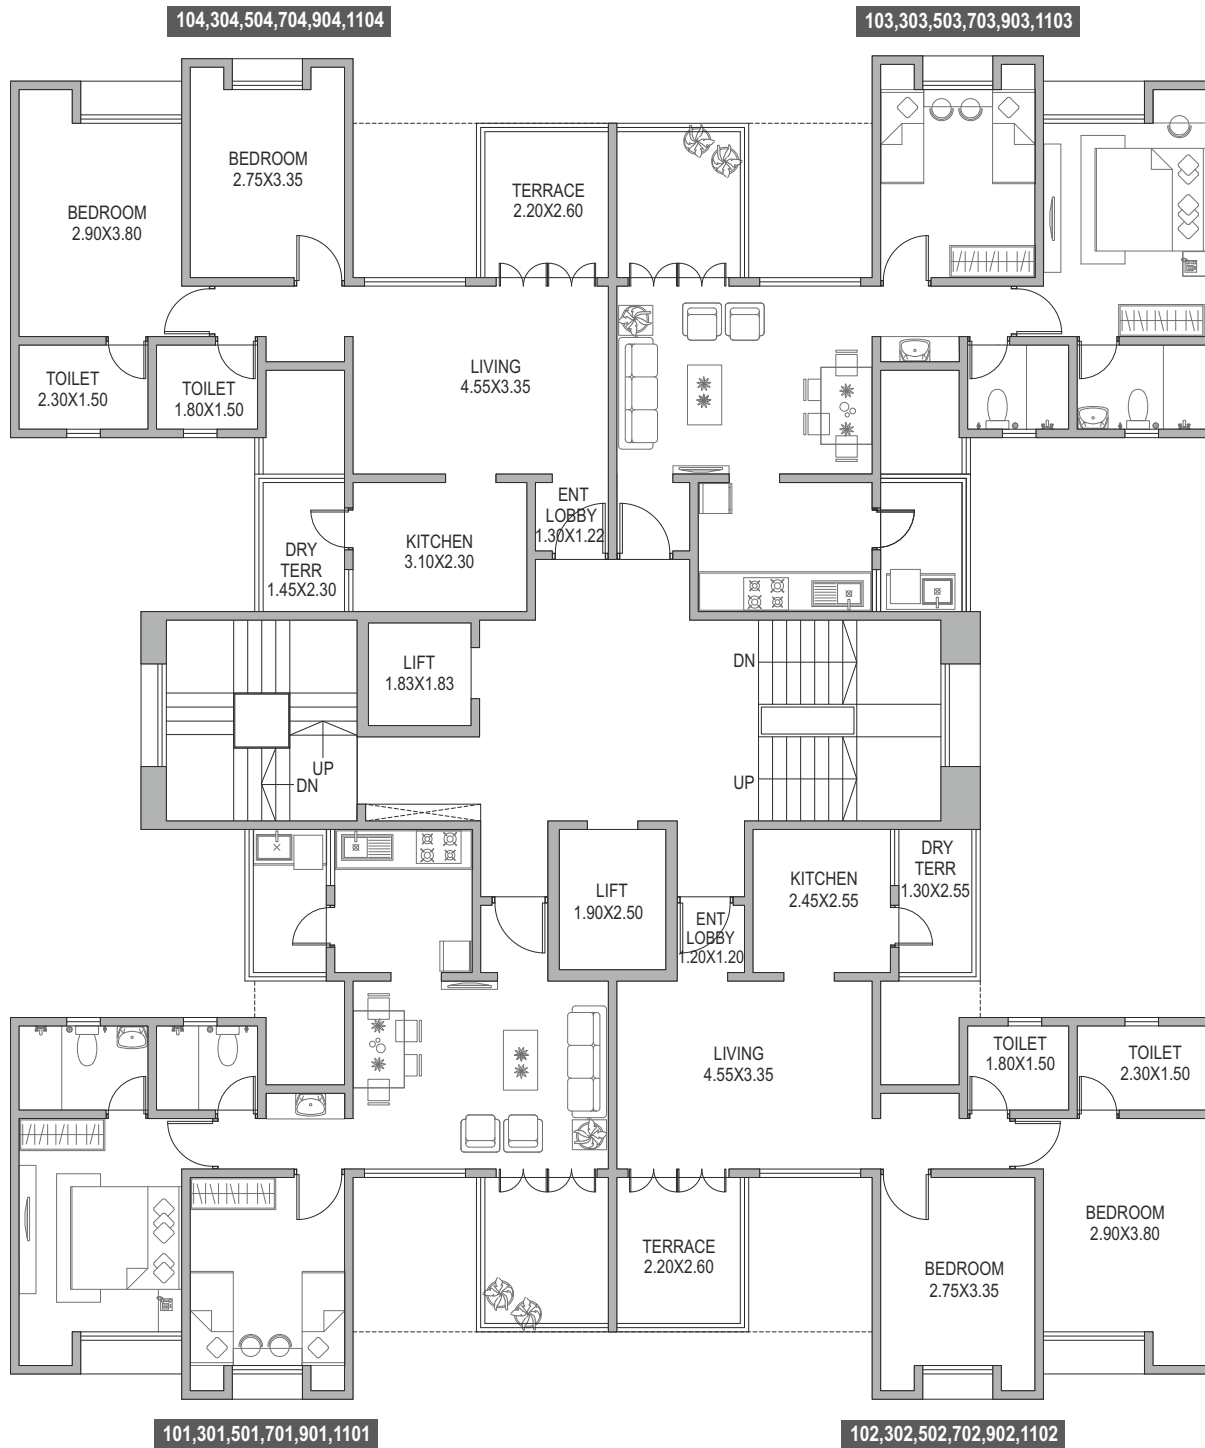 104,304,504,704,904,1104
103,303,503,703,903,1103
BEDROOM
2.75X3.35
BEDROOM
2.90X3.80
TERRACE
2.20X2.60
TOILET
2.30X1.50
TOILET
1.80X1.50
LIVING
4.55X3.35
ENT
LOBBY
1.30X1.22
KITCHEN
3.10X2.30
DRY
TERR
1.45X2.30
LIFT
1.83X1.83
DN
UP
UP
DN
LIFT
1.90X2.50
KITCHEN
2.45X2.55
DRY
TERR
1.30X2.55
ENT
LOBBY
1.20X1.20
LIVING
4.55X3.35
TOILET
1.80X1.50
TOILET
2.30X1.50
TERRACE
2.20X2.60
BEDROOM
2.75X3.35
BEDROOM
2.90X3.80
101,301,501,701,901,1101
102,302,502,702,902,1102